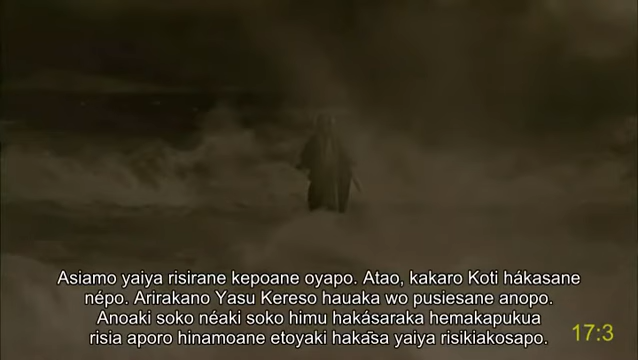 Asiamo yaiya risirane kepoane oyapo. Atao, kakaro Koti hákasane
népo. Arirakano Yasu Kereso hauaka wo pusiesane anopo.
Anoaki soko néaki soko himu hakásaraka hemakapukua
risia aporo hinamoane etoyaki hakãsa yaiya risikiakosapo.
17:3